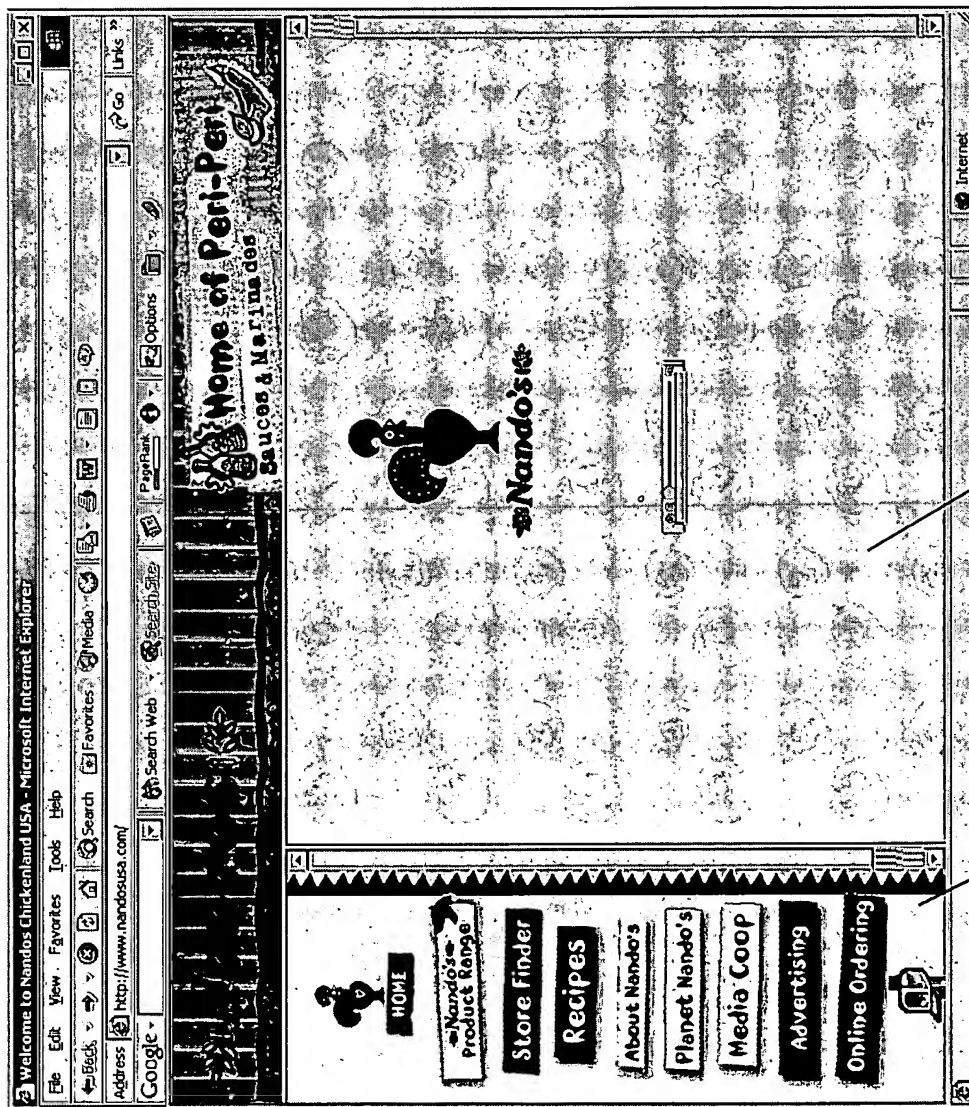 Welcome to Nandos Chickenland USA - Microsoft Internet Explorer
File Edit View Favorites Tools Help
Back Search Favorites Media
Address http://www.nandosusa.com/ Go Links »
Google Search Web Search Site PageRank Options
Home of Peri-Peri
Sauces & Marinades
HOME
Nando's
Product Range
Store Finder
Recipes
About Nando's
Planet Nando's
Media Coop
Advertising
Online Ordering
Nando's
Internet